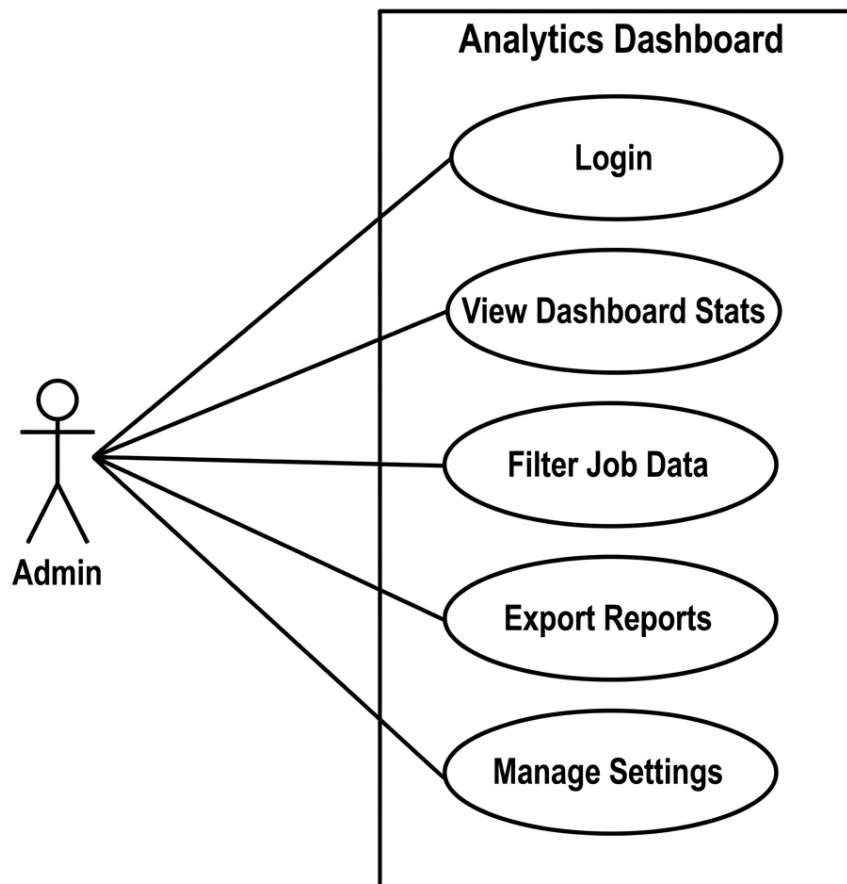 Analytics Dashboard
Login
View Dashboard Stats
Filter Job Data
Admin
Export Reports
Manage Settings